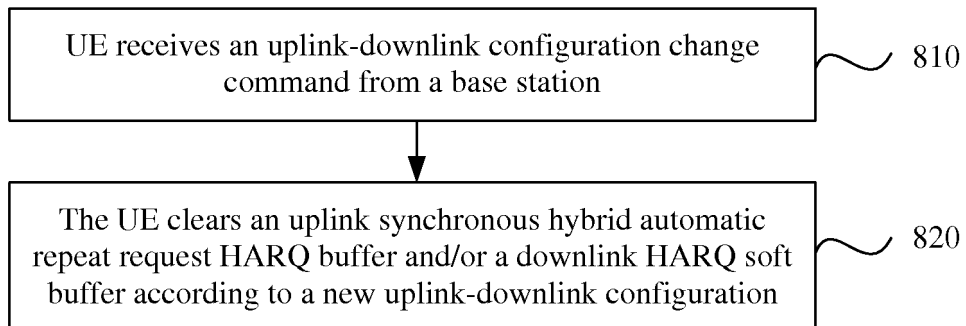 UE receives an uplink-downlink configuration change
command from a base station
810
The UE clears an uplink synchronous hybrid automatic
repeat request HARQ buffer and/or a downlink HARQ soft
buffer according to a new uplink-downlink configuration
820